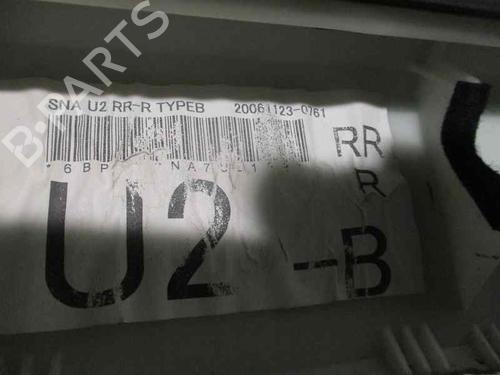 B-PARTS
SNA U2 RR-R TYPEB 20061123-0761
RR
R
U2 -B